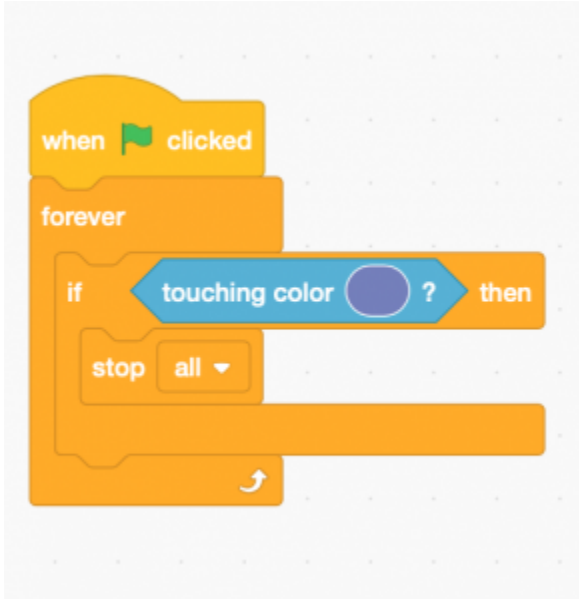 when clicked
forever
if touching color ? then
stop all